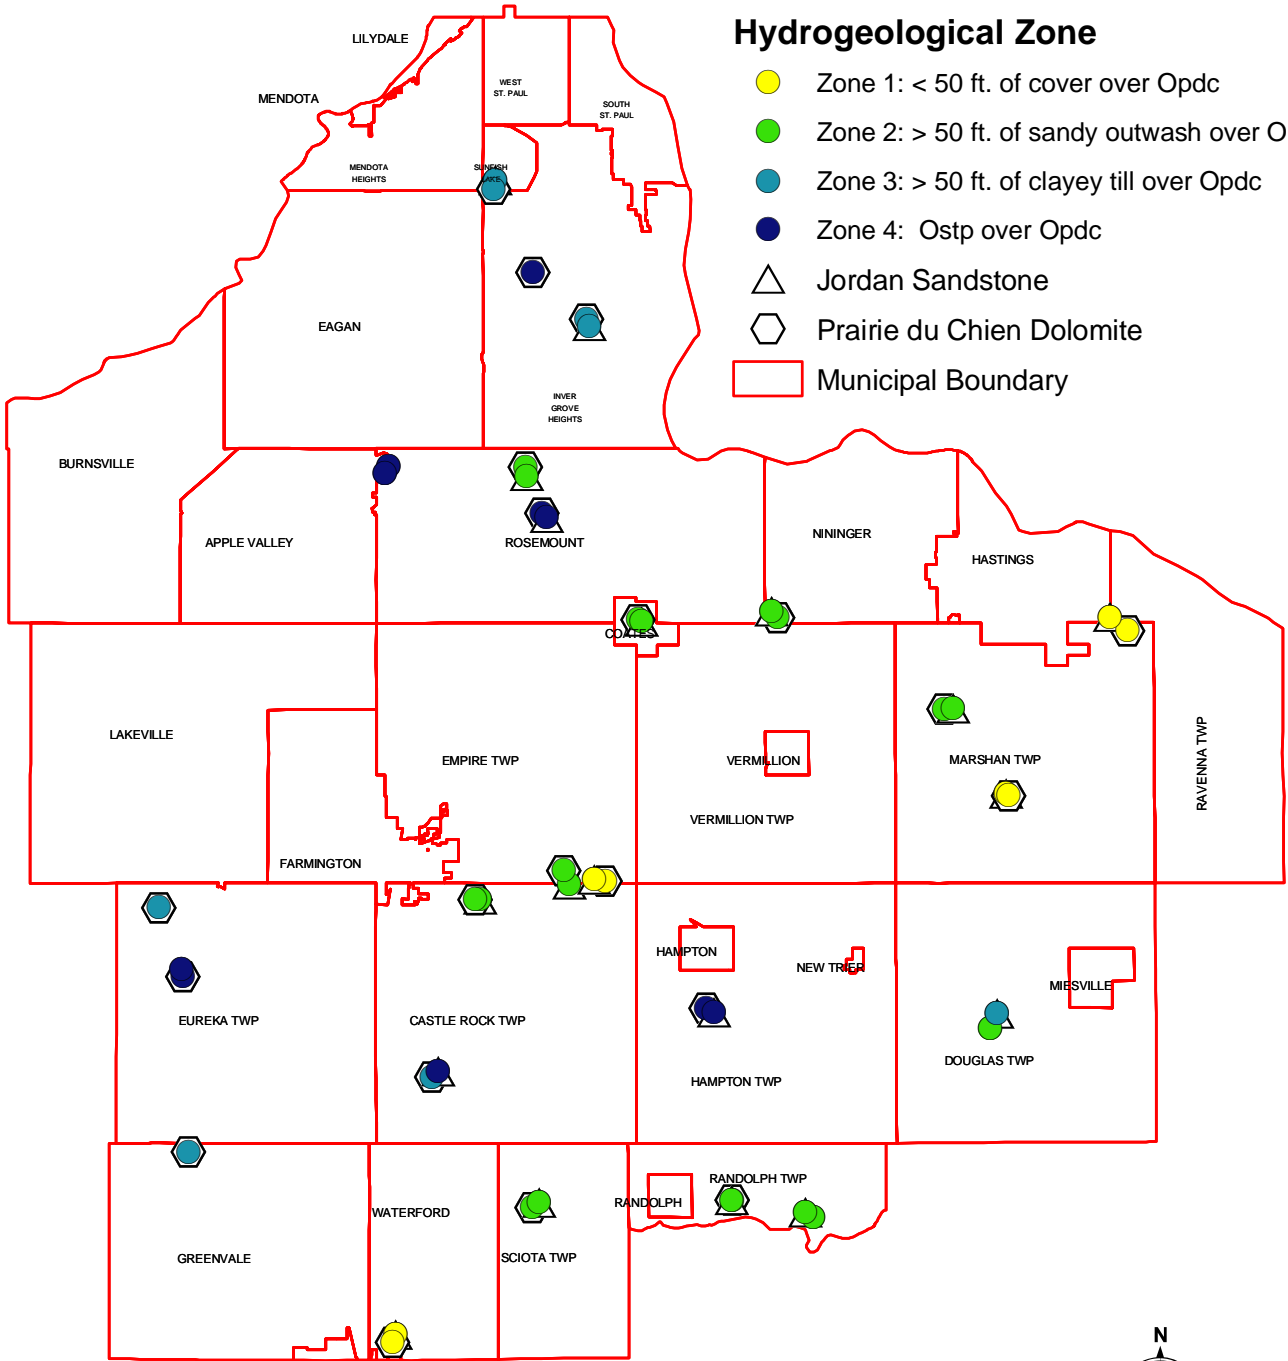 Hydrogeological Zone
Zone 1: < 50 ft. of cover over Opdc
Zone 2: > 50 ft. of sandy outwash over O
Zone 3: > 50 ft. of clayey till over Opdc
Zone 4: Ostp over Opdc
Jordan Sandstone
Prairie du Chien Dolomite
Municipal Boundary
LILYDALE
MENDOTA
WEST
ST. PAUL
SOUTH
ST. PAUL
MENDOTA
HEIGHTS
SUNFISH
LAKE
EAGAN
INVER
GROVE
HEIGHTS
BURNSVILLE
APPLE VALLEY
ROSEMOUNT
NININGER
HASTINGS
COATES
LAKEVILLE
EMPIRE TWP
VERMILLION
MARSHAN TWP
RAVENNA TWP
VERMILLION TWP
FARMINGTON
HAMPTON
NEW TRIER
MIESVILLE
EUREKA TWP
CASTLE ROCK TWP
DOUGLAS TWP
HAMPTON TWP
RANDOLPH TWP
RANDOLPH
WATERFORD
GREENVALE
SCIOTA TWP
N